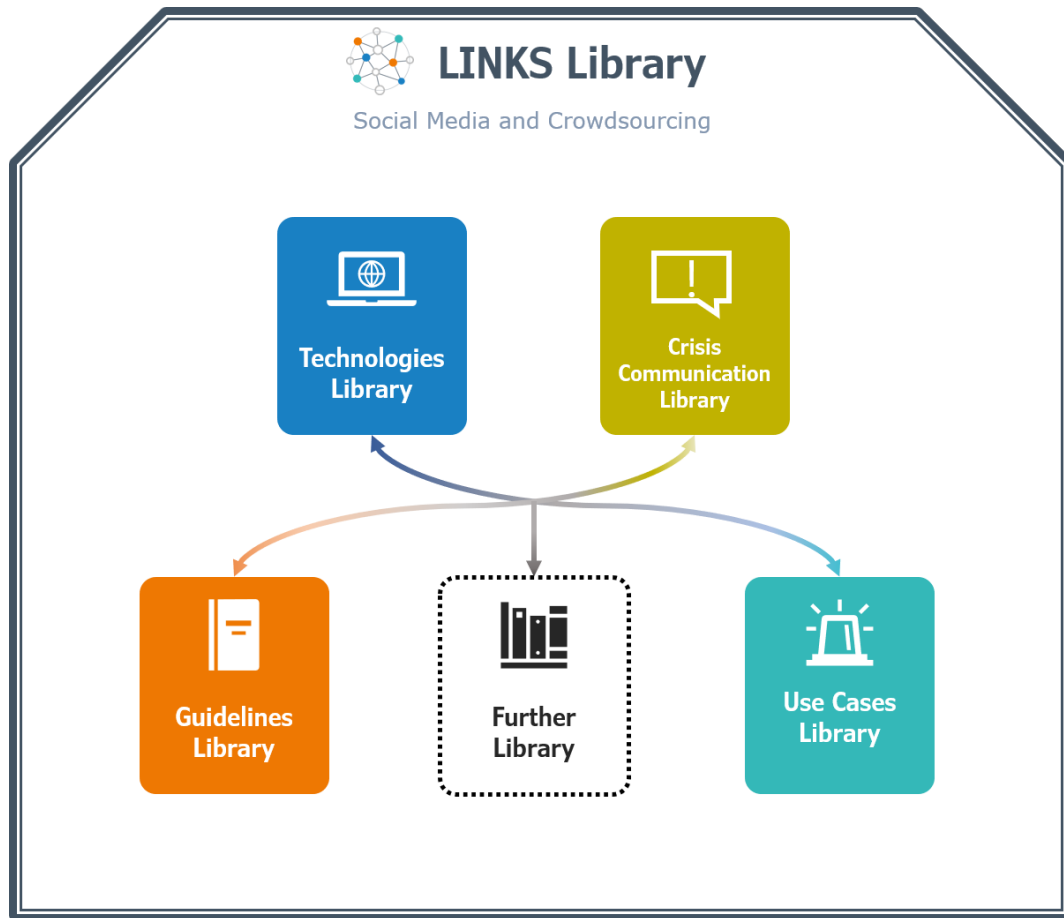 LINKS Library
Social Media and Crowdsourcing
Technologies
Library
Crisis
Communication
Library
Guidelines
Library
Further
Library
Use Cases
Library